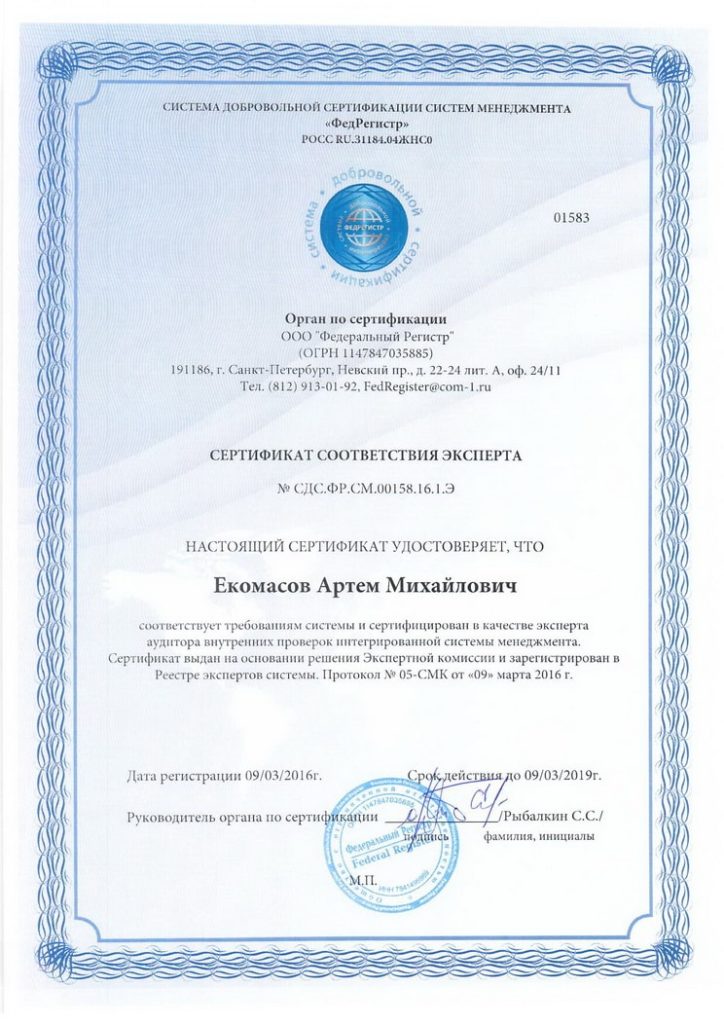 СИСТЕМА ДОБРОВОЛЬНОЙ СЕРТИФИКАЦИИ СИСТЕМ МЕНЕДЖМЕНТА
«ФедРегистр»
РОСС RU.31184.04ЖНС0
система • добровольной • сертификации •
ФЕДРЕГИСТР
01583
Орган по сертификации
ООО "Федеральный Регистр"
(ОГРН 1147847035885)
191186, г. Санкт-Петербург, Невский пр., д. 22-24 лит. А, оф. 24/11
Тел. (812) 913-01-92, FedRegister@com-1.ru
СЕРТИФИКАТ СООТВЕТСТВИЯ ЭКСПЕРТА
№ СДС.ФР.СМ.00158.16.1.Э
НАСТОЯЩИЙ СЕРТИФИКАТ УДОСТОВЕРЯЕТ, ЧТО
Екомасов Артем Михайлович
соответствует требованиям системы и сертифицирован в качестве эксперта
аудитора внутренних проверок интегрированной системы менеджмента.
Сертификат выдан на основании решения Экспертной комиссии и зарегистрирован в
Реестре экспертов системы. Протокол № 05-СМК от «09» марта 2016 г.
Дата регистрации 09/03/2016г.
Срок действия до 09/03/2019г.
Руководитель органа по сертификации
/Рыбалкин С.С./
подпись
фамилия, инициалы
ОГРН 1147847035885
Федеральный Регистр
Federal Register
М.П.